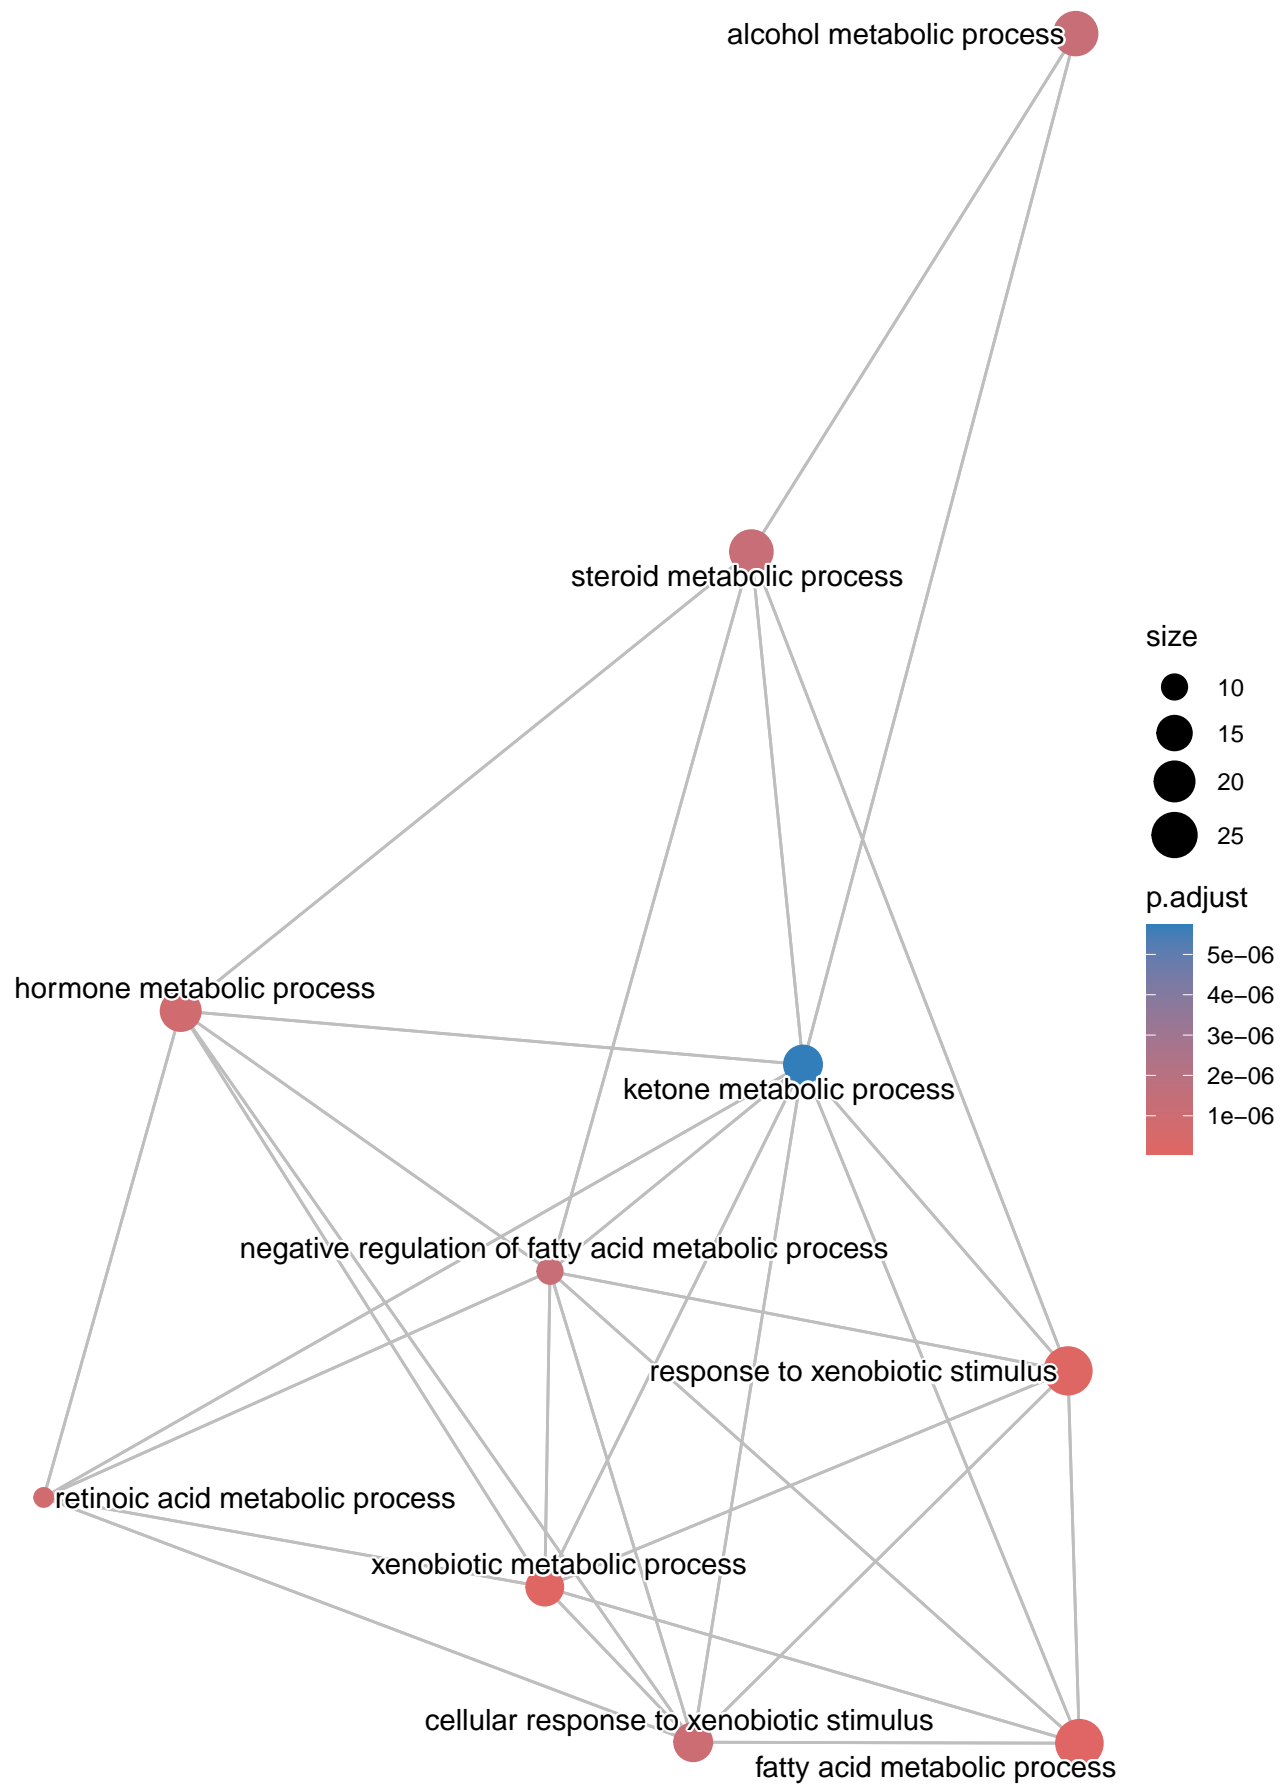 alcohol metabolic process
steroid metabolic process
size
10
15
20
25
p.adjust
5e−06
4e−06
3e−06
2e−06
1e−06
hormone metabolic process
ketone metabolic process
negative regulation of fatty acid metabolic process
response to xenobiotic stimulus
retinoic acid metabolic process
xenobiotic metabolic process
cellular response to xenobiotic stimulus
fatty acid metabolic process